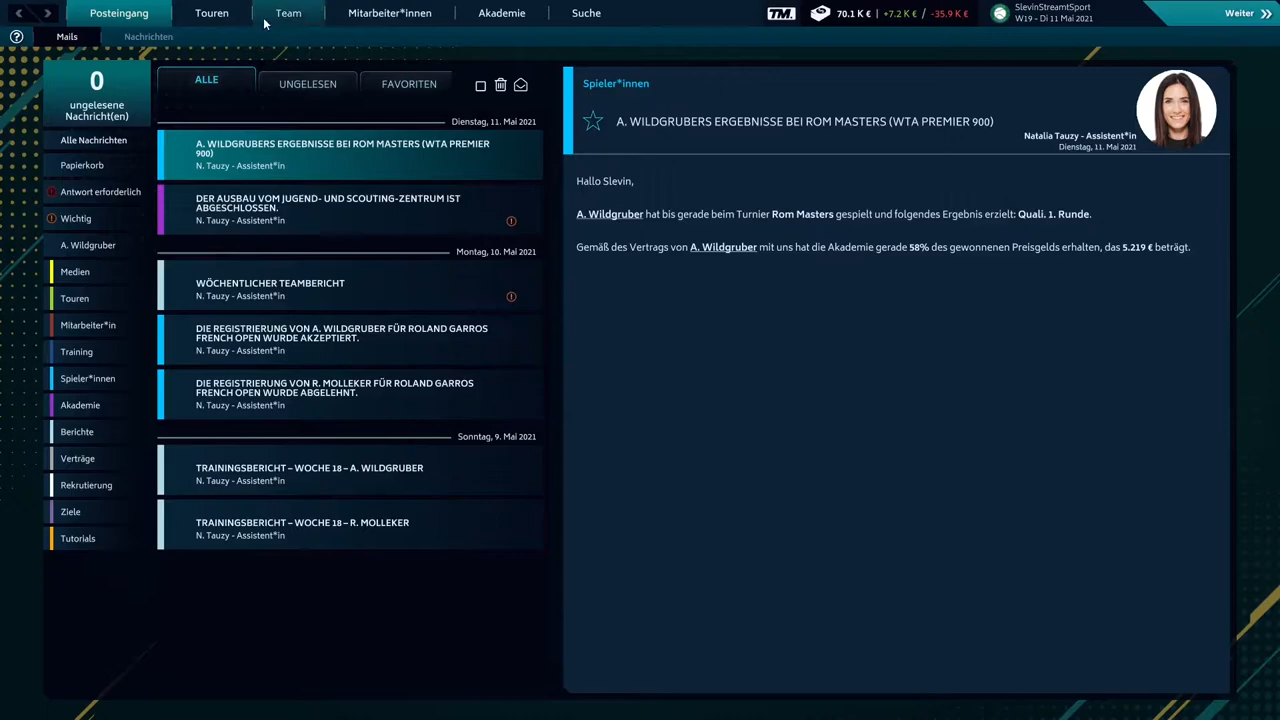 Posteingang
Touren
Team
Mitarbeiter*innen
Akademie
Suche
TM.
70.1 K € | +7.2 K € | -35.9 K €
SlevinStreamSport
W19 - Di 11 Mai 2021
Weiter
Mails
Nachrichten
0
ungelesene
Nachricht(en)
Alle Nachrichten
Papierkorb
Antwort erforderlich
Wichtig
A. Wildgruber
Medien
Touren
Mitarbeiter*in
Training
Spieler*innen
Akademie
Berichte
Verträge
Rekrutierung
Ziele
Tutorials
ALLE
UNGELESEN
FAVORITEN
Dienstag, 11. Mai 2021
A. WILDGRUBERS ERGEBNISSE BEI ROM MASTERS (WTA PREMIER
900)
N. Tauzy - Assistent*in
DER AUSBAU VOM JUGEND- UND SCOUTING-ZENTRUM IST
ABGESCHLOSSEN.
N. Tauzy - Assistent*in
Montag, 10. Mai 2021
WÖCHENTLICHER TEAMBERICHT
N. Tauzy - Assistent*in
DIE REGISTRIERUNG VON A. WILDGRUBER FÜR ROLAND GARROS
FRENCH OPEN WURDE AKZEPTIERT.
N. Tauzy - Assistent*in
DIE REGISTRIERUNG VON R. MOLLEKER FÜR ROLAND GARROS
FRENCH OPEN WURDE ABGELEHNT.
N. Tauzy - Assistent*in
Sonntag, 9. Mai 2021
TRAININGSBERICHT – WOCHE 18 – A. WILDGRUBER
N. Tauzy - Assistent*in
TRAININGSBERICHT – WOCHE 18 – R. MOLLEKER
N. Tauzy - Assistent*in
Spieler*innen
A. WILDGRUBERS ERGEBNISSE BEI ROM MASTERS (WTA PREMIER 900)
Natalia Tauzy - Assistent*in
Dienstag, 11. Mai 2021
Hallo Slevin,
A. Wildgruber hat bis gerade beim Turnier Rom Masters gespielt und folgendes Ergebnis erzielt: Quali. 1. Runde.
Gemäß des Vertrags von A. Wildgruber mit uns hat die Akademie gerade 58% des gewonnenen Preisgelds erhalten, das 5.219 € beträgt.